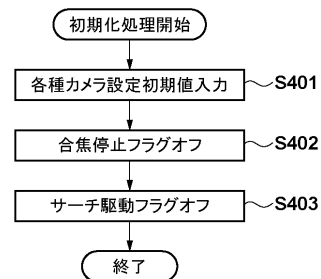 初期化処理開始
各種カメラ設定初期値入力 S401
合焦停止フラグオフ S402
サーチ駆動フラグオフ S403
終了